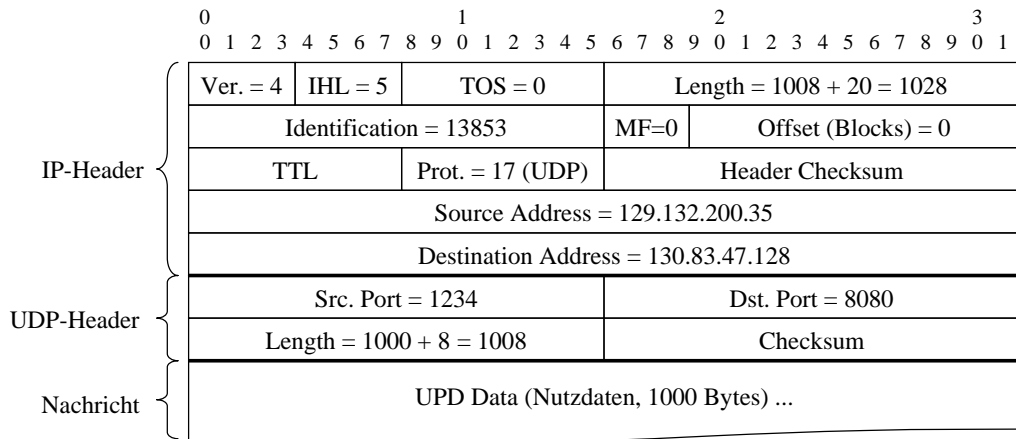 0 1 2 3
0 1 2 3 4 5 6 7 8 9 0 1 2 3 4 5 6 7 8 9 0 1 2 3 4 5 6 7 8 9 0 1
Ver. = 4 IHL = 5 TOS = 0 Length = 1008 + 20 = 1028
Identification = 13853 MF=0 Offset (Blocks) = 0
IP-Header TTL Prot. = 17 (UDP) Header Checksum
Source Address = 129.132.200.35
Destination Address = 130.83.47.128
Src. Port = 1234 Dst. Port = 8080
UDP-Header
Length = 1000 + 8 = 1008 Checksum
Nachricht UPD Data (Nutzdaten, 1000 Bytes) ...